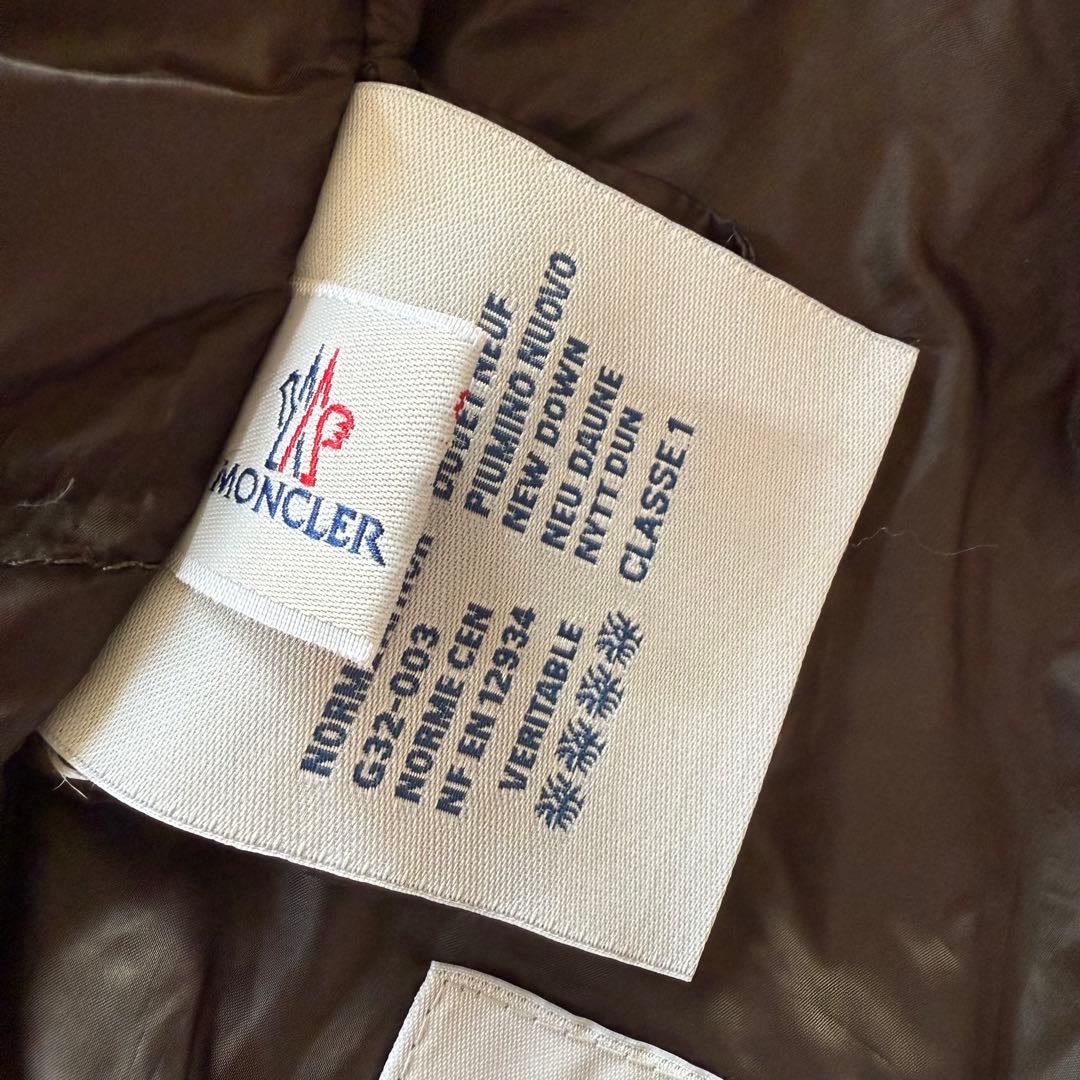 MONCLER
NEUF
PIUMINO NUOVO
NEW DOWN
NEU DAUNE
NYTT DUN
CLASSE 1
G32-003
NORME CEN
NF EN 12934
VERITABLE